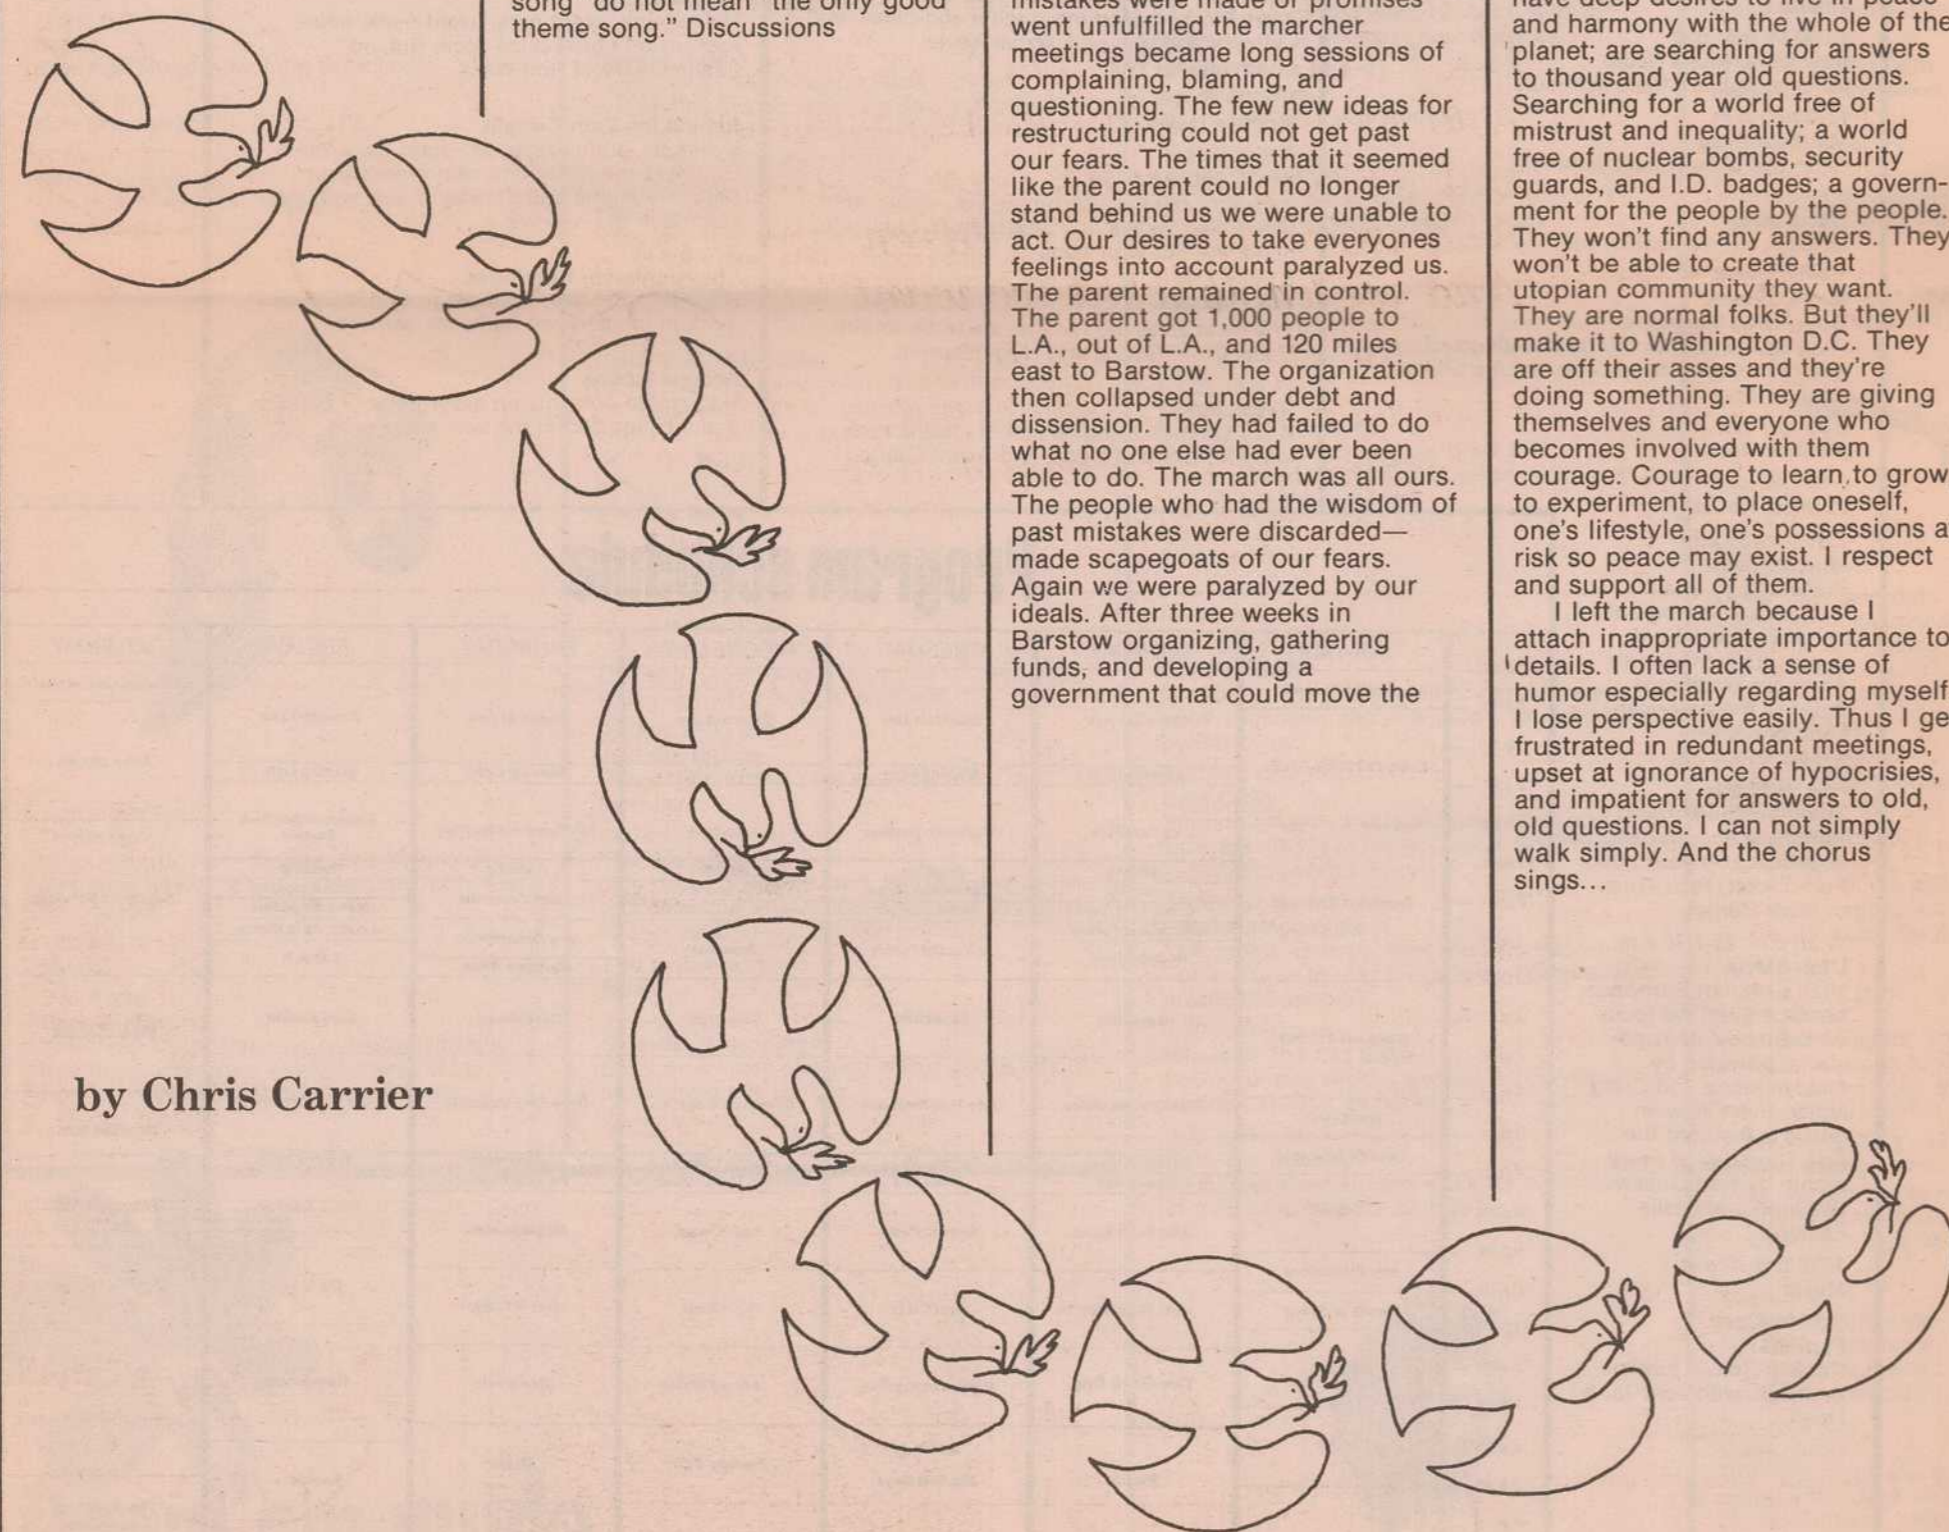 song" do not mean "the only good
theme song." Discussions
mistakes were made or promises
went unfulfilled the marcher
meetings became long sessions of
complaining, blaming, and
questioning. The few new ideas for
restructuring could not get past
our fears. The times that it seemed
like the parent could no longer
stand behind us we were unable to
act. Our desires to take everyones
feelings into account paralyzed us.
The parent remained in control.
The parent got 1,000 people to
L.A., out of L.A., and 120 miles
east to Barstow. The organization
then collapsed under debt and
dissension. They had failed to do
what no one else had ever been
able to do. The march was all ours.
The people who had the wisdom of
past mistakes were discarded—
made scapegoats of our fears.
Again we were paralyzed by our
ideals. After three weeks in
Barstow organizing, gathering
funds, and developing a
government that could move the
have deep desires to live in peace
and harmony with the whole of the
planet; are searching for answers
to thousand year old questions.
Searching for a world free of
mistrust and inequality; a world
free of nuclear bombs, security
guards, and I.D. badges; a govern-
ment for the people by the people.
They won't find any answers. They
won't be able to create that
utopian community they want.
They are normal folks. But they'll
make it to Washington D.C. They
are off their asses and they're
doing something. They are giving
themselves and everyone who
becomes involved with them
courage. Courage to learn, to grow
to experiment, to place oneself,
one's lifestyle, one's possessions a
risk so peace may exist. I respect
and support all of them.
I left the march because I
attach inappropriate importance to
details. I often lack a sense of
humor especially regarding myself
I lose perspective easily. Thus I ge
frustrated in redundant meetings,
upset at ignorance of hypocrisies,
and impatient for answers to old,
old questions. I can not simply
walk simply. And the chorus
sings...
by Chris Carrier